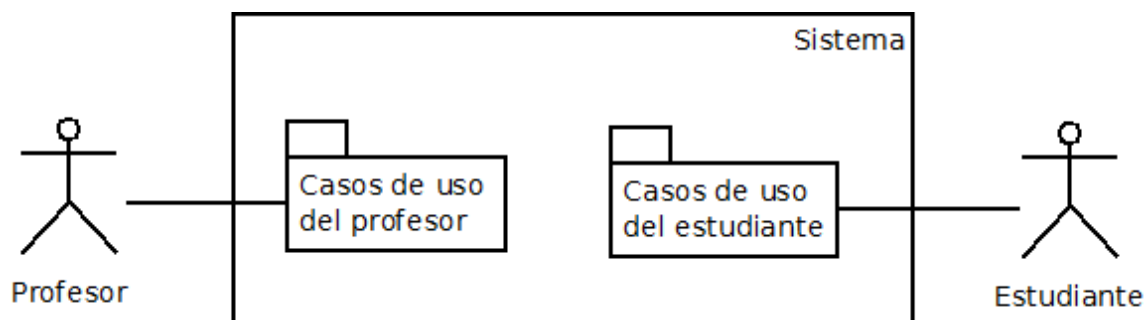 Sistema
Casos de uso
del profesor
Casos de uso
del estudiante
Profesor
Estudiante